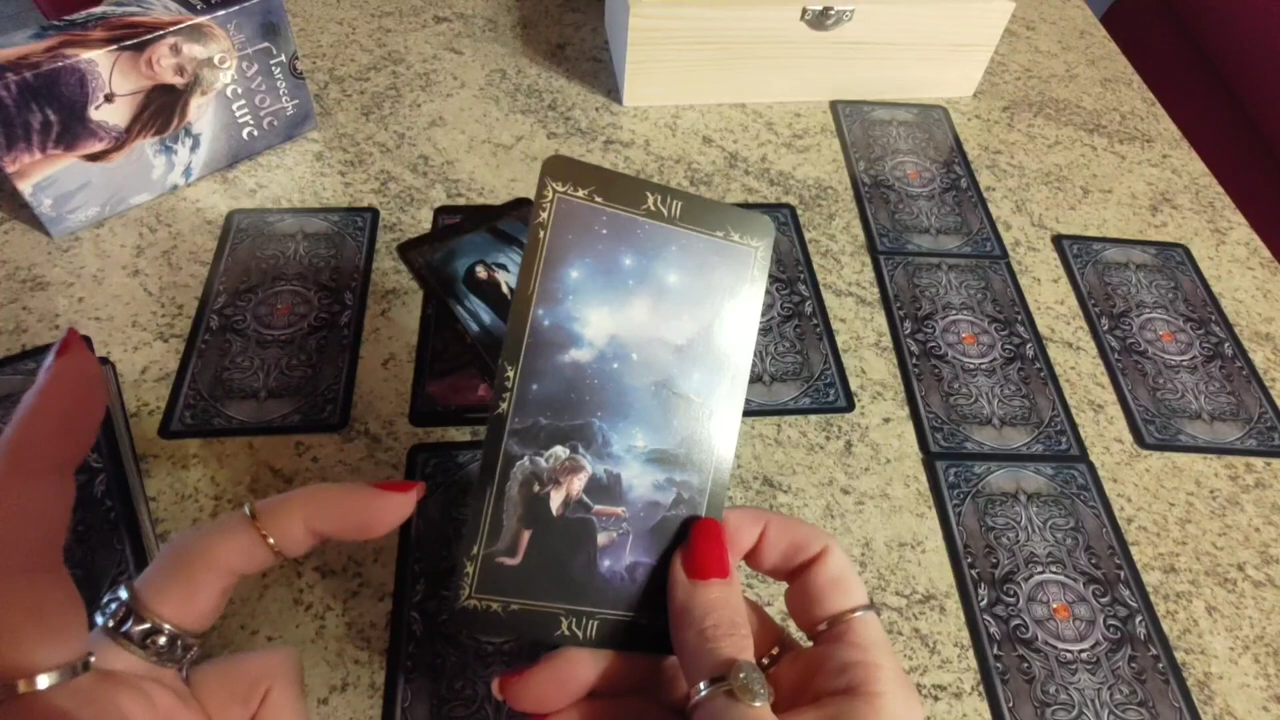 Tarocchi
delle
Favole
oscure
XVII
XVII